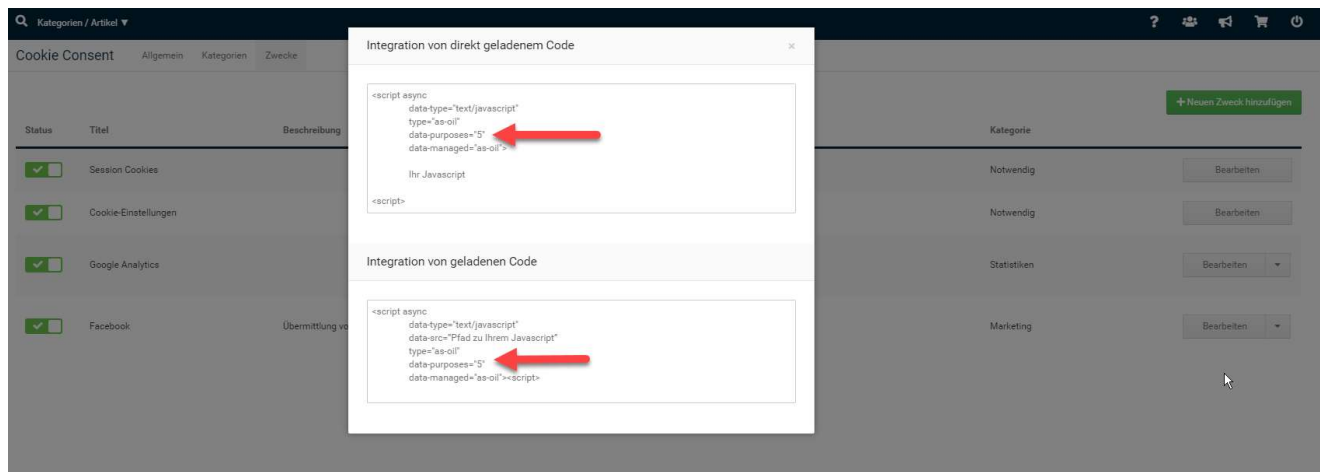 Kategorien / Artikel ▼
?
Cookie Consent Allgemein Kategorien Zwecke
Integration von direkt geladenem Code ×
<script async
data-type="text/javascript"
type="as-oil"
data-purposes="5"
data-managed="as-oil">
Ihr Javascript
<script>
+ Neuen Zweck hinzufügen
Status Titel Beschreibung Kategorie
Session Cookies Notwendig Bearbeiten
Cookie-Einstellungen Notwendig Bearbeiten
Google Analytics Statistiken Bearbeiten
Facebook Übermittlung vo Marketing Bearbeiten
Integration von geladenen Code
<script async
data-type="text/javascript"
data-src="Pfad zu Ihrem Javascript"
type="as-oil"
data-purposes="5"
data-managed="as-oil"><script>